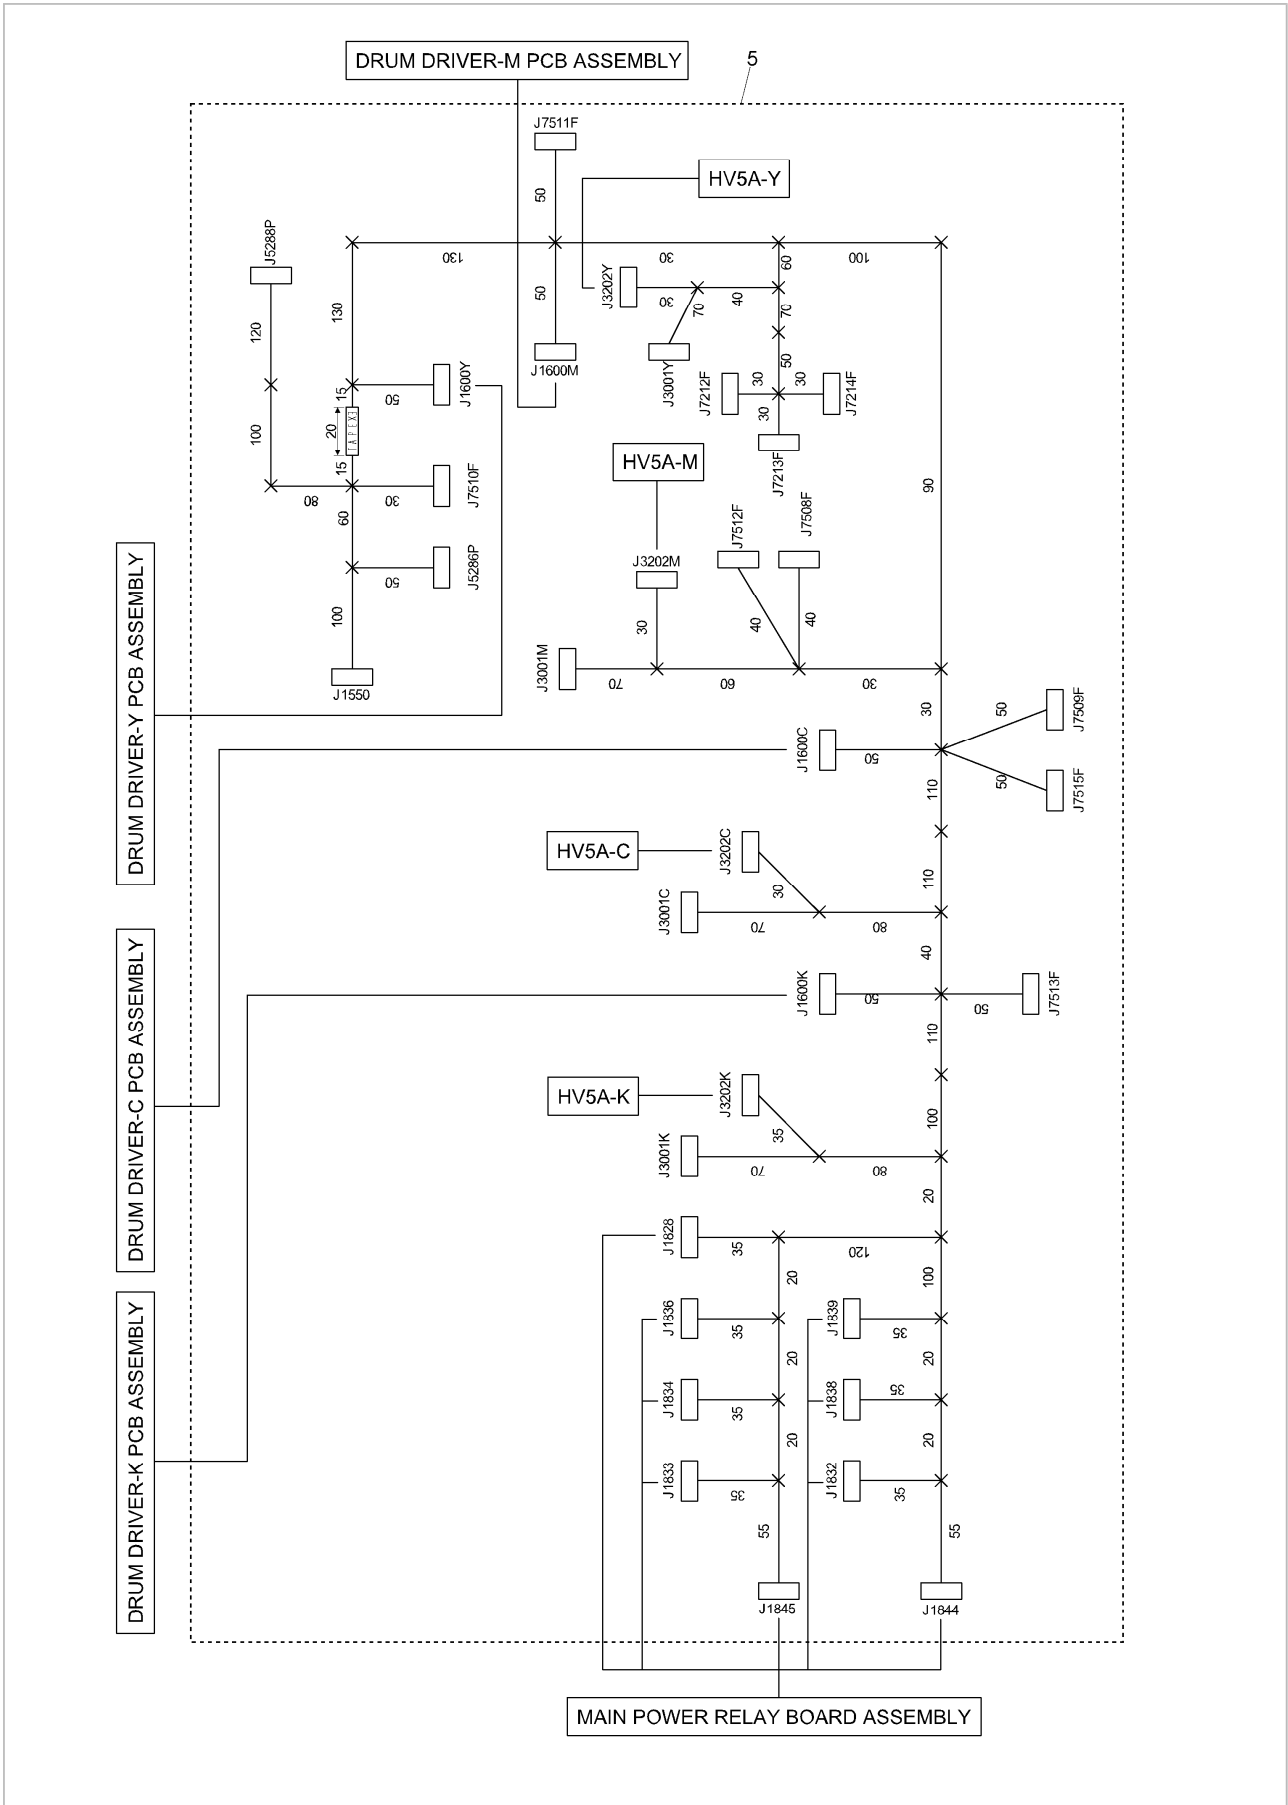 DRUM DRIVER-M PCB ASSEMBLY
5
J7511F
50
HV5A-Y
J5288P
130
30
100
60
120
130
50
J3202Y
30
70
40
70
J1600M
J3001Y
50
15
50
J1600Y
J7212F
30
30
J7214F
30
J7213F
100
20
15
80
30
J7510F
HV5A-M
90
60
J7512F
J7508F
50
J5286P
J3202M
100
30
40
40
J1550
J3001M
70
60
30
DRUM DRIVER-Y PCB ASSEMBLY
30
50
J7509F
J1600C
50
50
J7515F
110
HV5A-C
J3202C
30
110
J3001C
70
80
40
DRUM DRIVER-C PCB ASSEMBLY
J1600K
50
50
J7513F
110
HV5A-K
J3202K
35
100
J3001K
70
80
20
J1828
35
120
20
100
J1836
35
J1839
35
20
20
J1834
35
J1838
35
20
20
DRUM DRIVER-K PCB ASSEMBLY
J1833
35
J1832
35
55
55
J1845
J1844
MAIN POWER RELAY BOARD ASSEMBLY